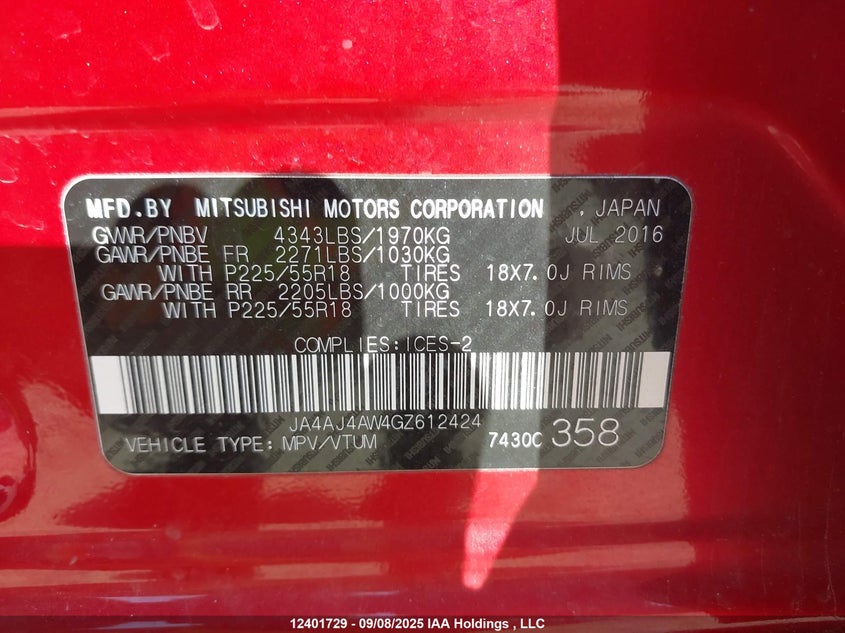 MFD.BY MITSUBISHI MOTORS CORPORATION , JAPAN
GVWR/PNBV 4343LBS/1970KG JUL 2016
GAWR/PNBE FR 2271LBS/1030KG
WITH P225/55R18 TIRES 18X7.0J RIMS
GAWR/PNBE RR 2205LBS/1000KG
WITH P225/55R18 TIRES 18X7.0J RIMS
COMPLIES:ICES-2
JA4AJ4AW4GZ612424
VEHICLE TYPE: MPV/VTUM 7430C 358
12401729 - 09/08/2025 IAA Holdings , LLC